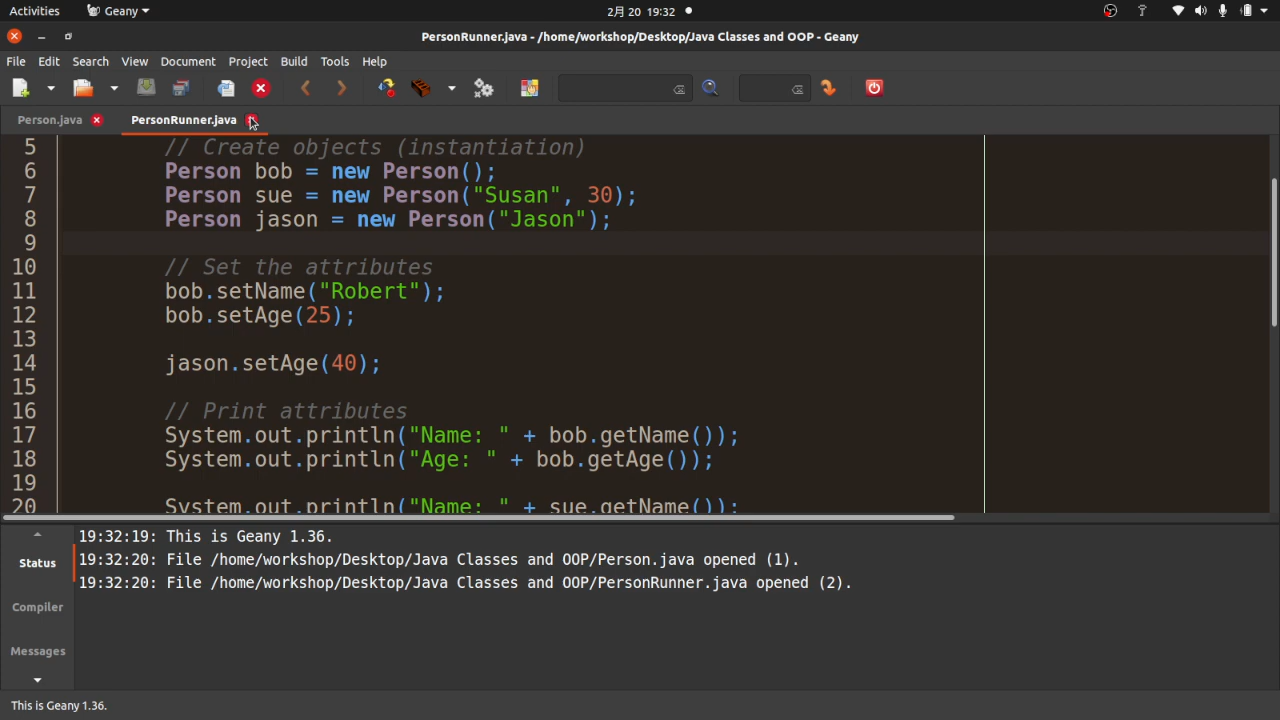 Activities Geany 2月 20 19:32
PersonRunner.java - /home/workshop/Desktop/Java Classes and OOP - Geany
File Edit Search View Document Project Build Tools Help
Person.java PersonRunner.java
5 // Create objects (instantiation)
6 Person bob = new Person();
7 Person sue = new Person("Susan", 30);
8 Person jason = new Person("Jason");
9
10 // Set the attributes
11 bob.setName("Robert");
12 bob.setAge(25);
13
14 jason.setAge(40);
15
16 // Print attributes
17 System.out.println("Name: " + bob.getName());
18 System.out.println("Age: " + bob.getAge());
19
20 System.out.println("Name: " + sue.getName());
Status
Compiler
Messages
19:32:19: This is Geany 1.36.
19:32:20: File /home/workshop/Desktop/Java Classes and OOP/Person.java opened (1).
19:32:20: File /home/workshop/Desktop/Java Classes and OOP/PersonRunner.java opened (2).
This is Geany 1.36.